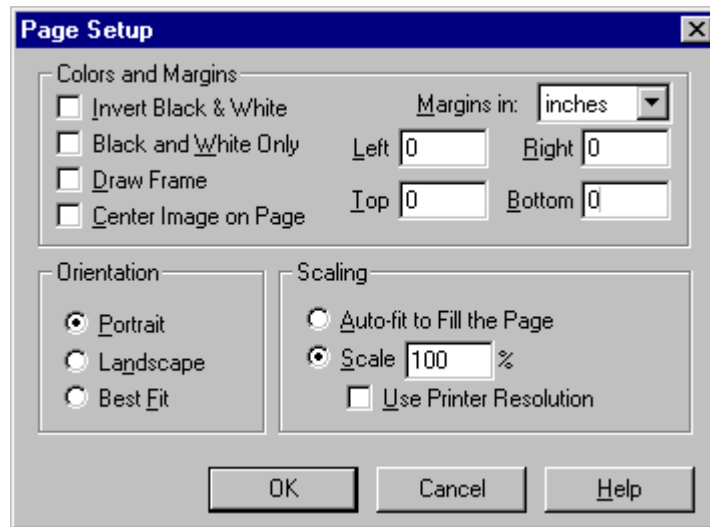 Page Setup
Colors and Margins
Invert Black & White
Margins in: inches
Black and White Only
Left 0 Right 0
Draw Frame
Top 0 Bottom 0
Center Image on Page
Orientation
Portrait
Landscape
Best Fit
Scaling
Auto-fit to Fill the Page
Scale 100 %
Use Printer Resolution
OK Cancel Help